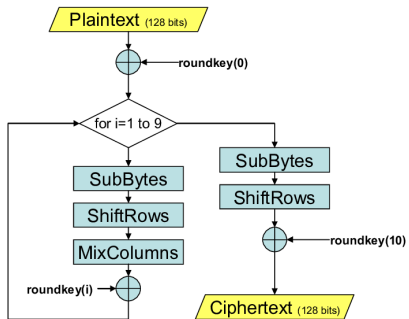 Plaintext (128 bits)
roundkey(0)
for i=1 to 9
SubBytes
ShiftRows
MixColumns
roundkey(i)
SubBytes
ShiftRows
roundkey(10)
Ciphertext (128 bits)